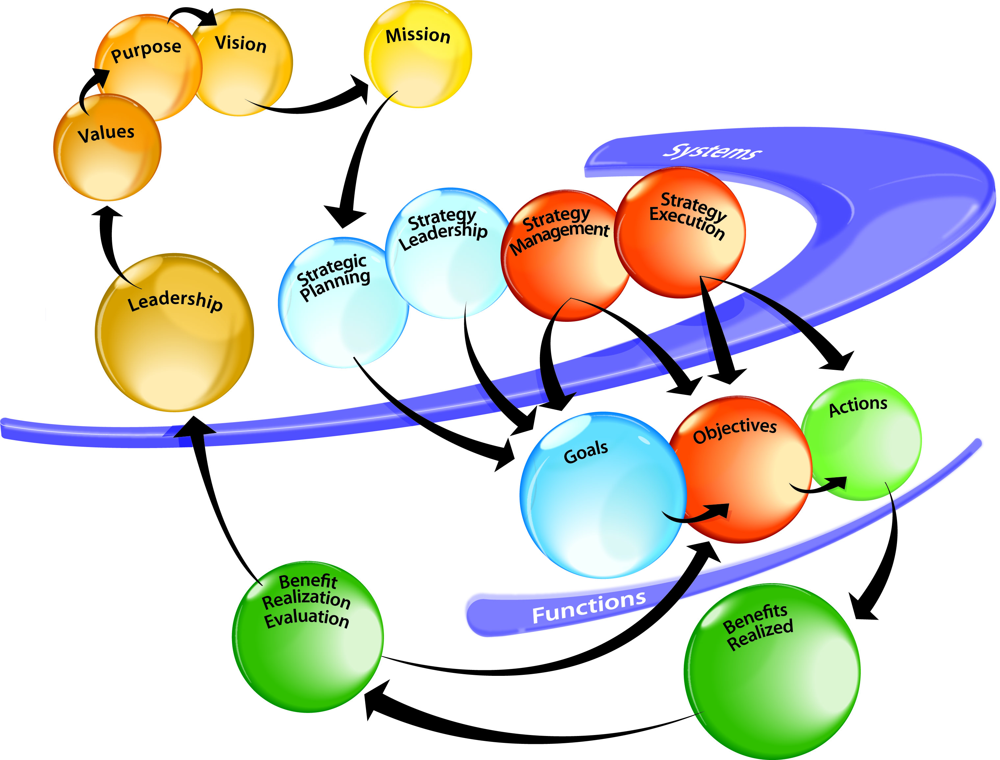 Purpose
Vision
Mission
Values
Systems
Strategy
Execution
Strategy
Management
Strategy
Leadership
Strategic
Planning
Leadership
Actions
Objectives
Goals
Benefit
Realization
Evaluation
Functions
Benefits
Realized